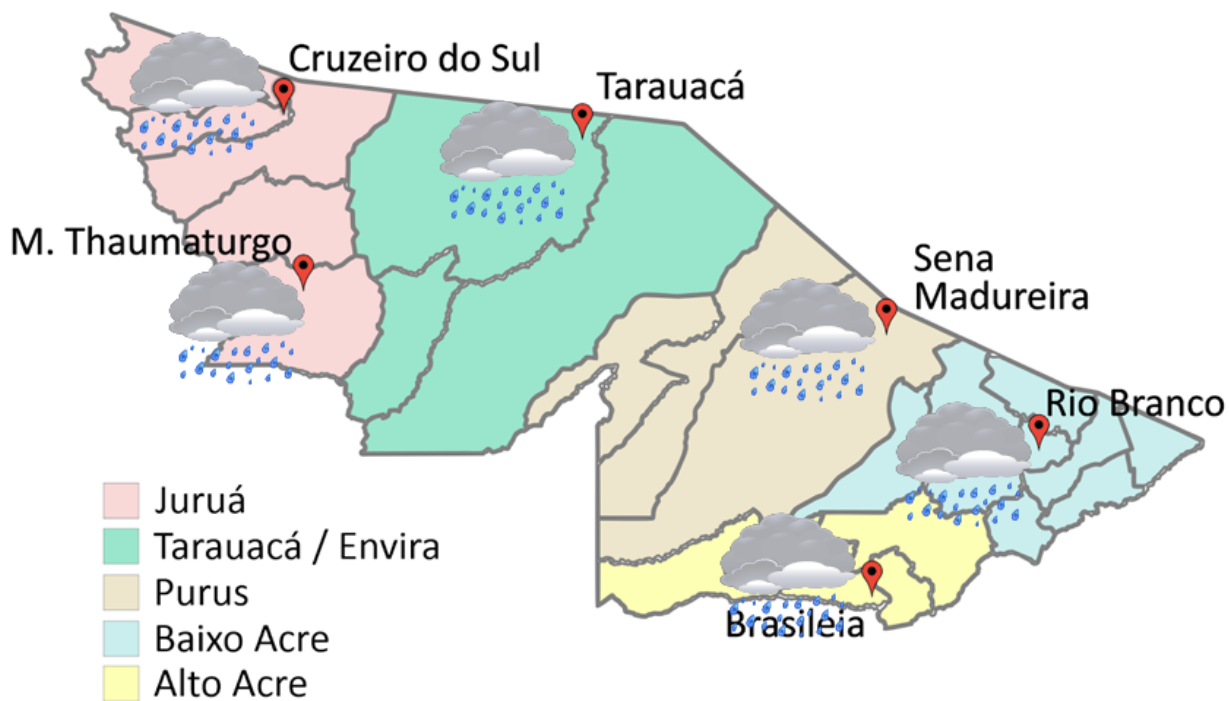 Cruzeiro do Sul
Tarauacá
M. Thaumaturgo
Sena
Madureira
Rio Branco
Brasileia
Juruá
Tarauacá / Envira
Purus
Baixo Acre
Alto Acre